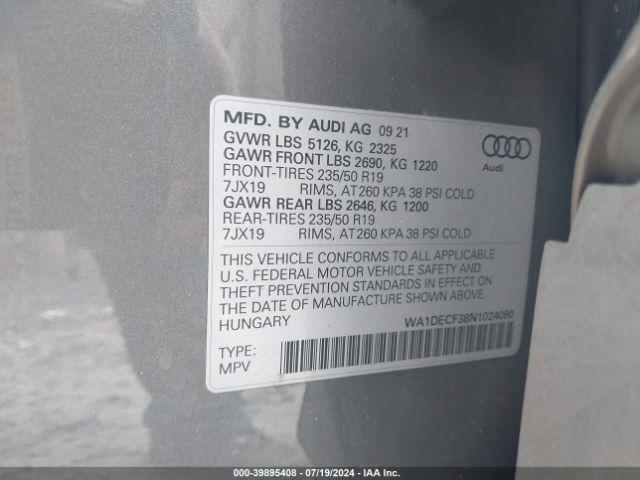 MFD. BY AUDI AG 09 21
GVWR LBS 5126, KG 2325
GAWR FRONT LBS 2690, KG 1220
FRONT-TIRES 235/50 R19
7JX19 RIMS, AT 260 KPA 38 PSI COLD
GAWR REAR LBS 2646, KG 1200
REAR-TIRES 235/50 R19
7JX19 RIMS, AT 260 KPA 38 PSI COLD
Audi
THIS VEHICLE CONFORMS TO ALL APPLICABLE
U.S. FEDERAL MOTOR VEHICLE SAFETY AND
THEFT PREVENTION STANDARDS IN EFFECT ON
THE DATE OF MANUFACTURE SHOWN ABOVE.
HUNGARY
WA1DECF38N1024080
TYPE:
MPV
000-39895408 - 07/19/2024 - IAA Inc.